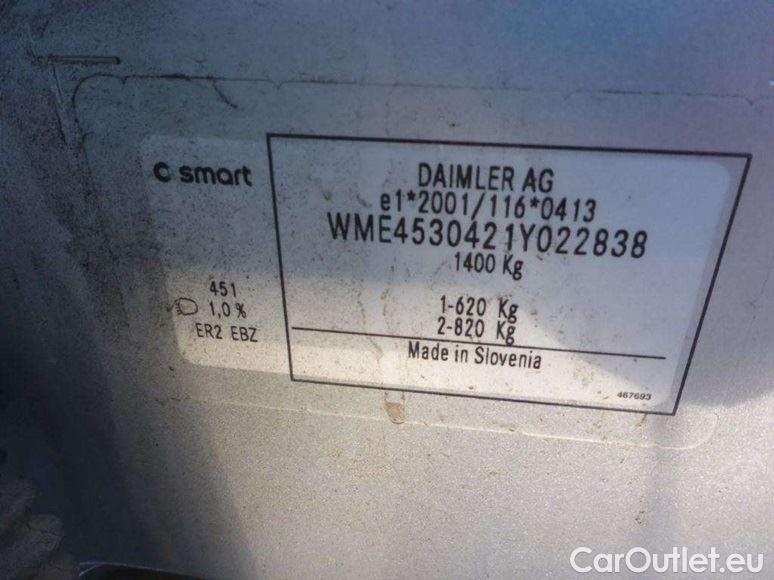 smart
DAIMLER AG
e1*2001/116*0413
WME4530421Y022838
1400 Kg
451
1,0%
ER2 EBZ
1-620 Kg
2-820 Kg
Made in Slovenia
467693
CarOutlet.eu